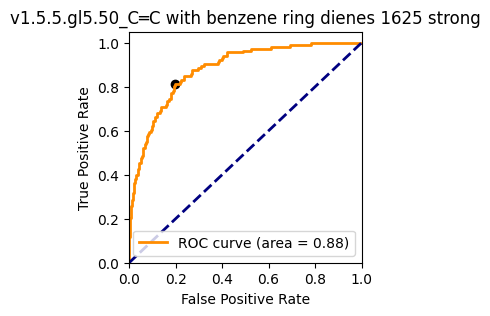 v1.5.5.gl5.50_C=C with benzene ring dienes 1625 strong
True Positive Rate
1.0
0.8
0.6
0.4
0.2
0.0
ROC curve (area = 0.88)
0.0 0.2 0.4 0.6 0.8 1.0
False Positive Rate